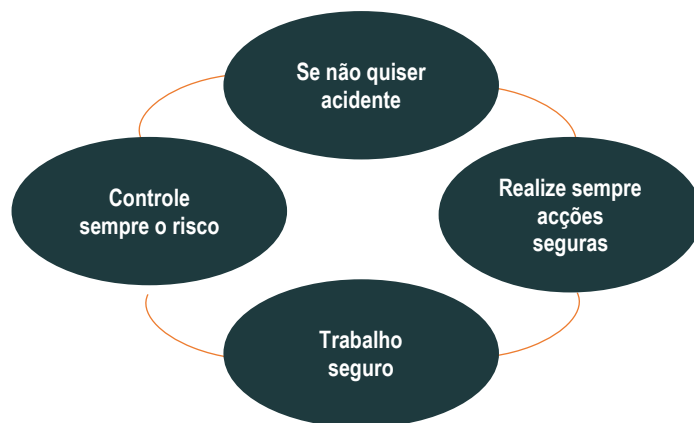 Se não quiser
acidente
Realize sempre
acções
seguras
Trabalho
seguro
Controle
sempre o risco